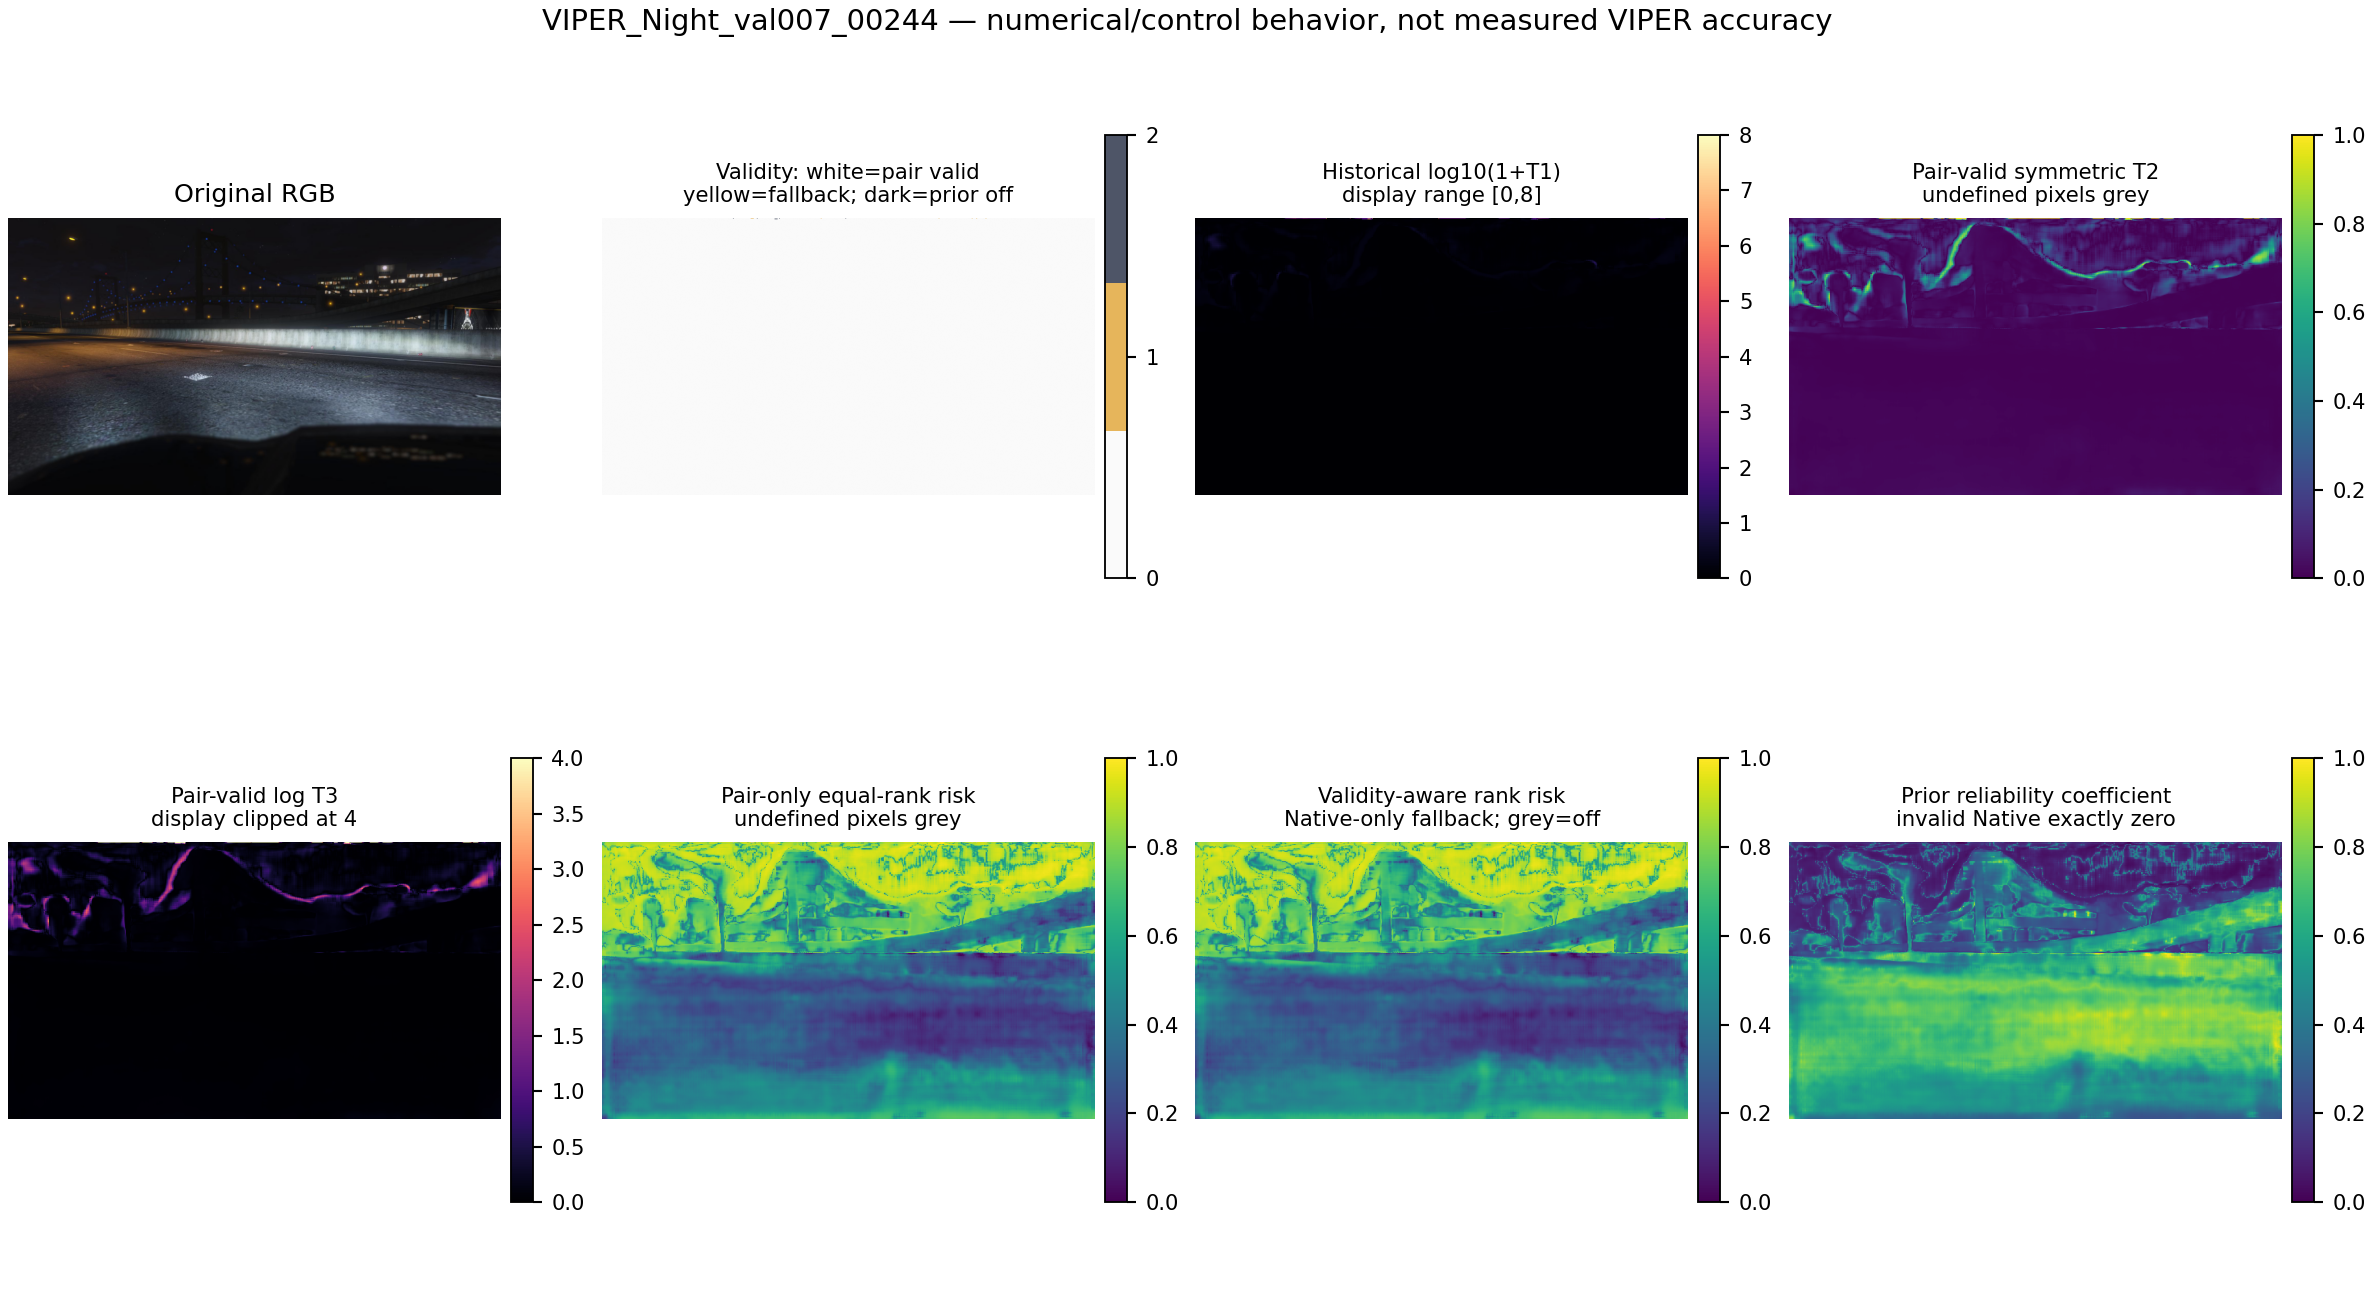 VIPER_Night_val007_00244 — numerical/control behavior, not measured VIPER accuracy
Original RGB
Validity: white=pair valid
yellow=fallback; dark=prior off
2
1
0
Historical log10(1+T1)
display range [0,8]
8
7
6
5
4
3
2
1
0
Pair-valid symmetric T2
undefined pixels grey
1.0
0.8
0.6
0.4
0.2
0.0
Pair-valid log T3
display clipped at 4
4.0
3.5
3.0
2.5
2.0
1.5
1.0
0.5
0.0
Pair-only equal-rank risk
undefined pixels grey
1.0
0.8
0.6
0.4
0.2
0.0
Validity-aware rank risk
Native-only fallback; grey=off
1.0
0.8
0.6
0.4
0.2
0.0
Prior reliability coefficient
invalid Native exactly zero
1.0
0.8
0.6
0.4
0.2
0.0